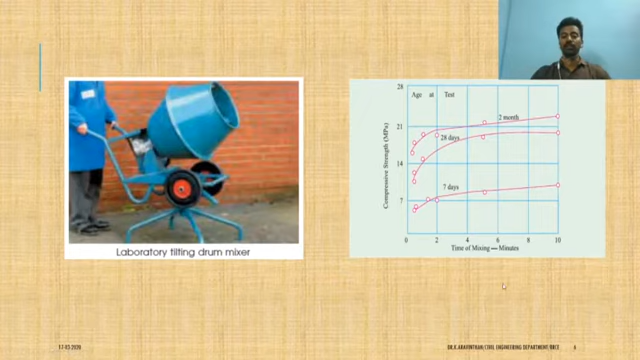 Laboratory tilting drum mixer
28
Age at Test
2 month
21
28 days
14
7 days
7
0 2 4 6 8 10
Compressive Strength (MPa)
Time of Mixing — Minutes
17-03-2020
DR.K.ARAVINTHAN/CIVIL ENGINEERING DEPARTMENT/RRCE
6